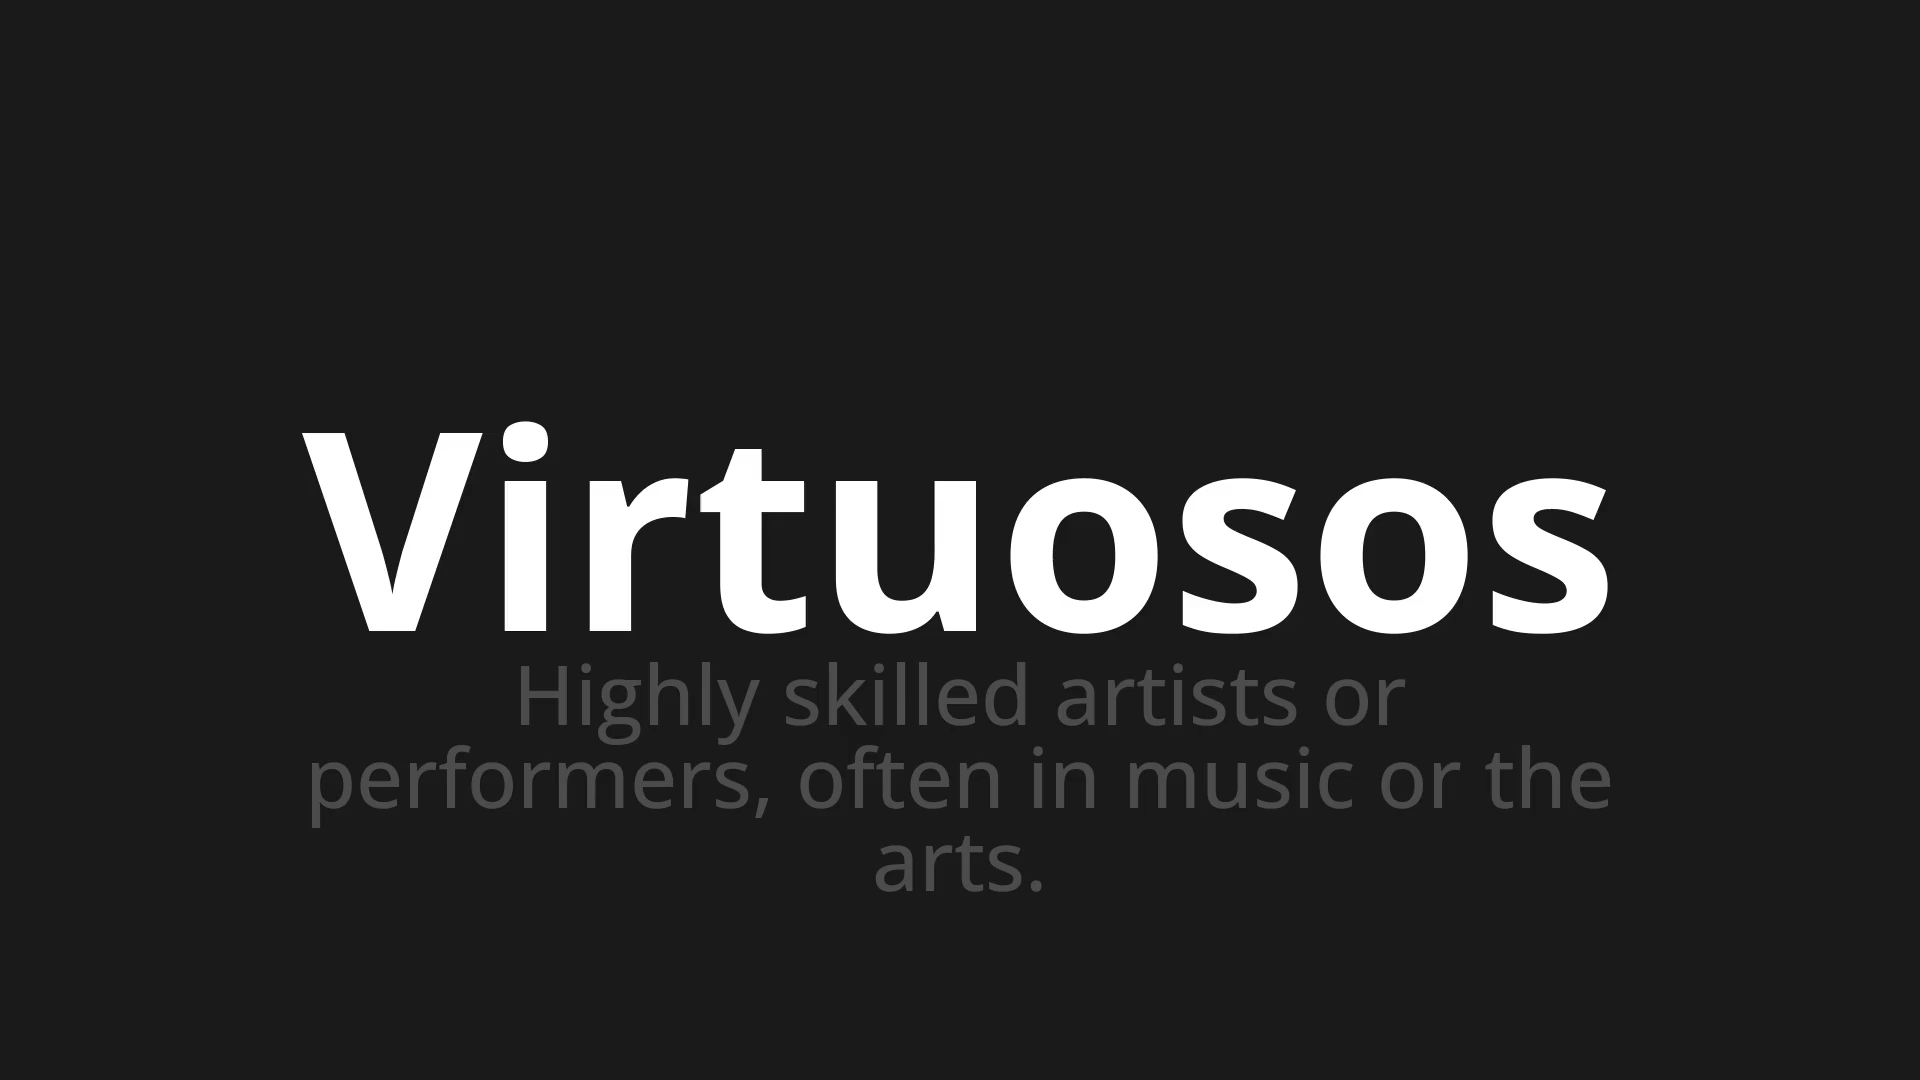 Virtuosos
Highly skilled artists or
performers, often in music or the
arts.